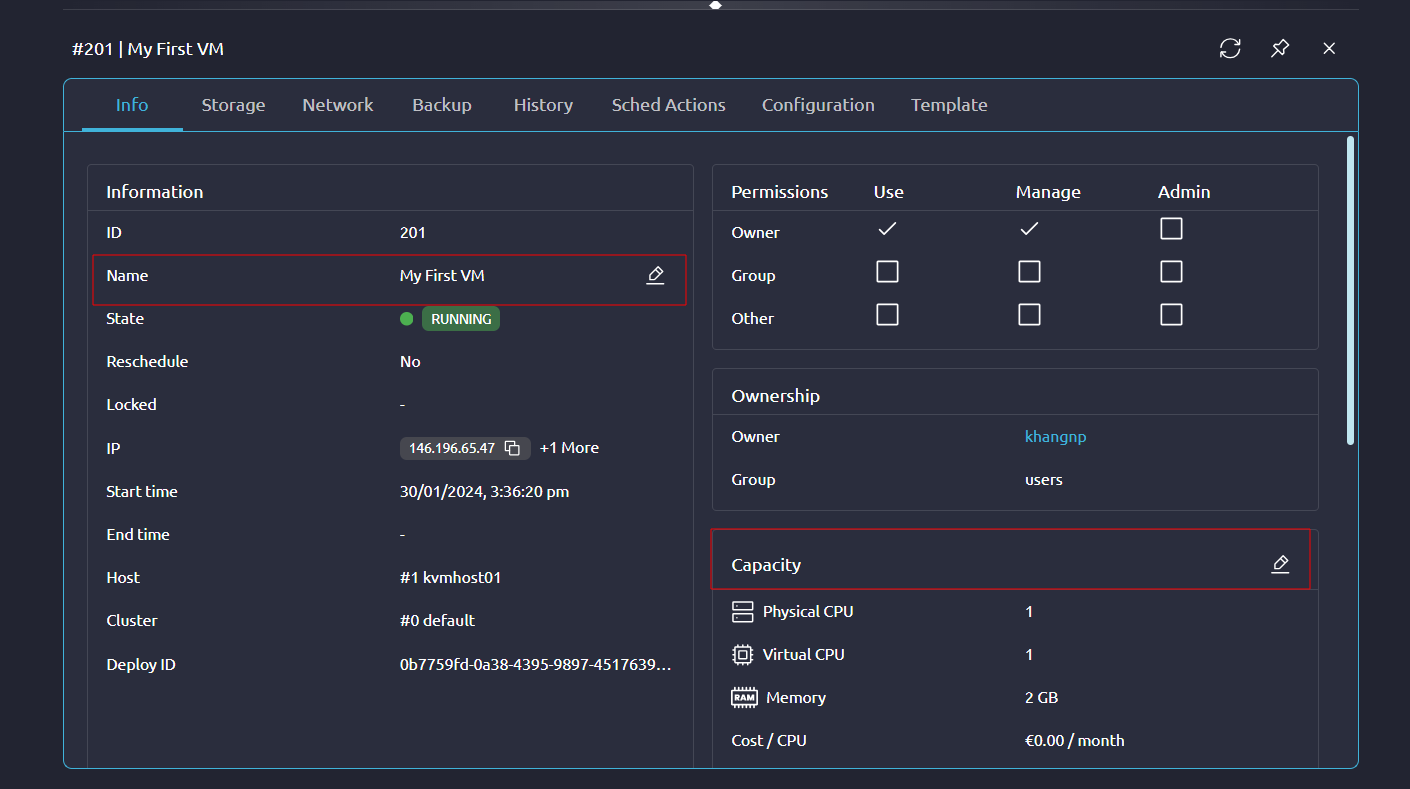 #201 | My First VM
Info Storage Network Backup History Sched Actions Configuration Template
Information
ID 201
Name My First VM
State RUNNING
Reschedule No
Locked -
IP 146.196.65.47 +1 More
Start time 30/01/2024, 3:36:20 pm
End time -
Host #1 kvmhost01
Cluster #0 default
Deploy ID 0b7759fd-0a38-4395-9897-4517639...
Permissions Use Manage Admin
Owner
Group
Other
Ownership
Owner khangnp
Group users
Capacity
Physical CPU 1
Virtual CPU 1
RAM Memory 2 GB
Cost / CPU €0.00 / month